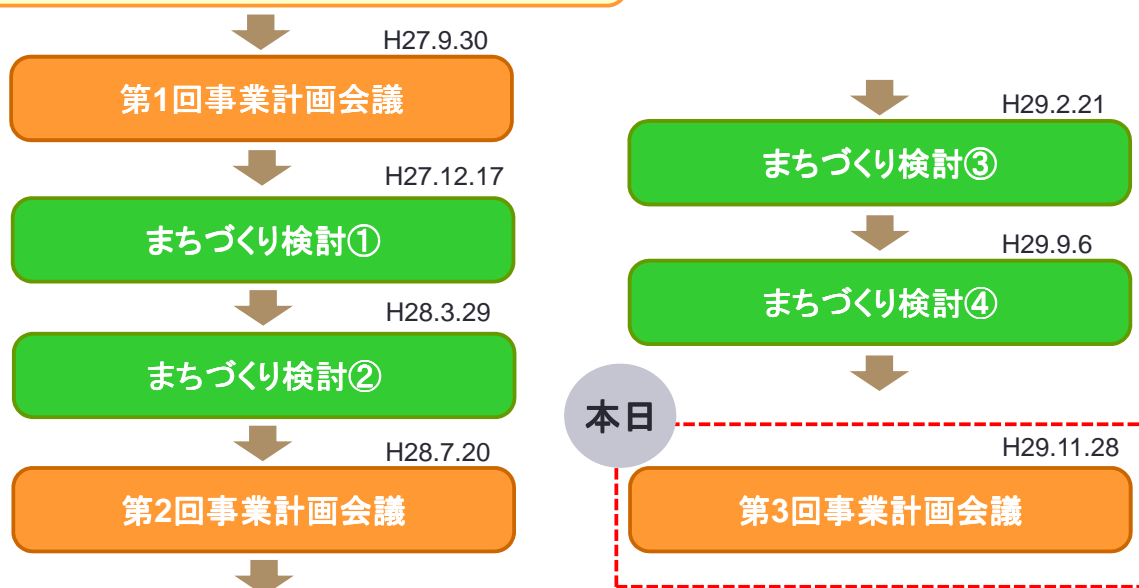 H27.9.30
第1回事業計画会議
H27.12.17
まちづくり検討①
H28.3.29
まちづくり検討②
H28.7.20
第2回事業計画会議
H29.2.21
まちづくり検討③
H29.9.6
まちづくり検討④
本日
H29.11.28
第3回事業計画会議